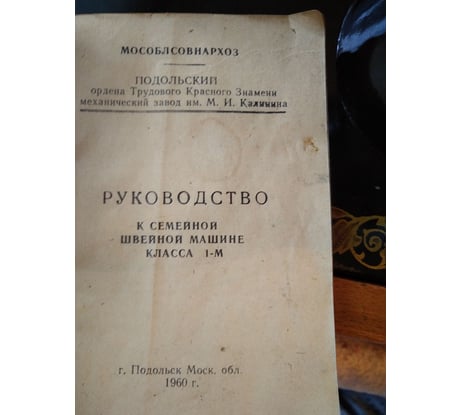 МОСОБЛСОВНАРХОЗ
ПОДОЛЬСКИЙ
ордена Трудового Красного Знамени
механический завод им. М. И. Калинина
РУКОВОДСТВО
К СЕМЕЙНОЙ
ШВЕЙНОЙ МАШИНЕ
КЛАССА 1-М
г. Подольск Моск. обл.
1960 г.